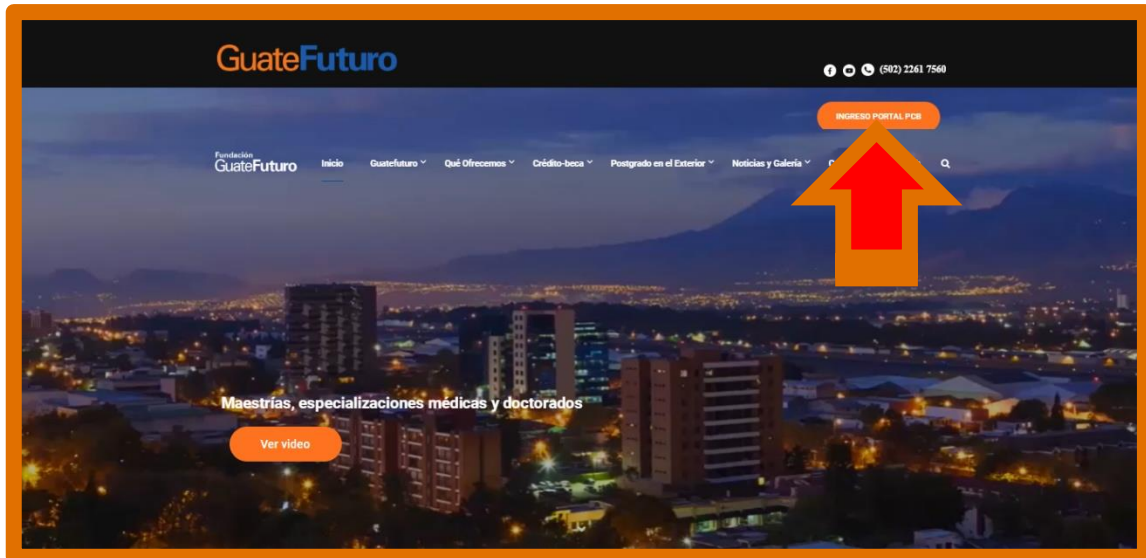 GuateFuturo
(502) 2261 7560
INGRESO PORTAL PCB
Fundación
GuateFuturo
Inicio Guatefuturo Qué Ofrecemos Crédito-beca Postgrado en el Exterior Noticias y Galería
Maestrías, especializaciones médicas y doctorados
Ver video